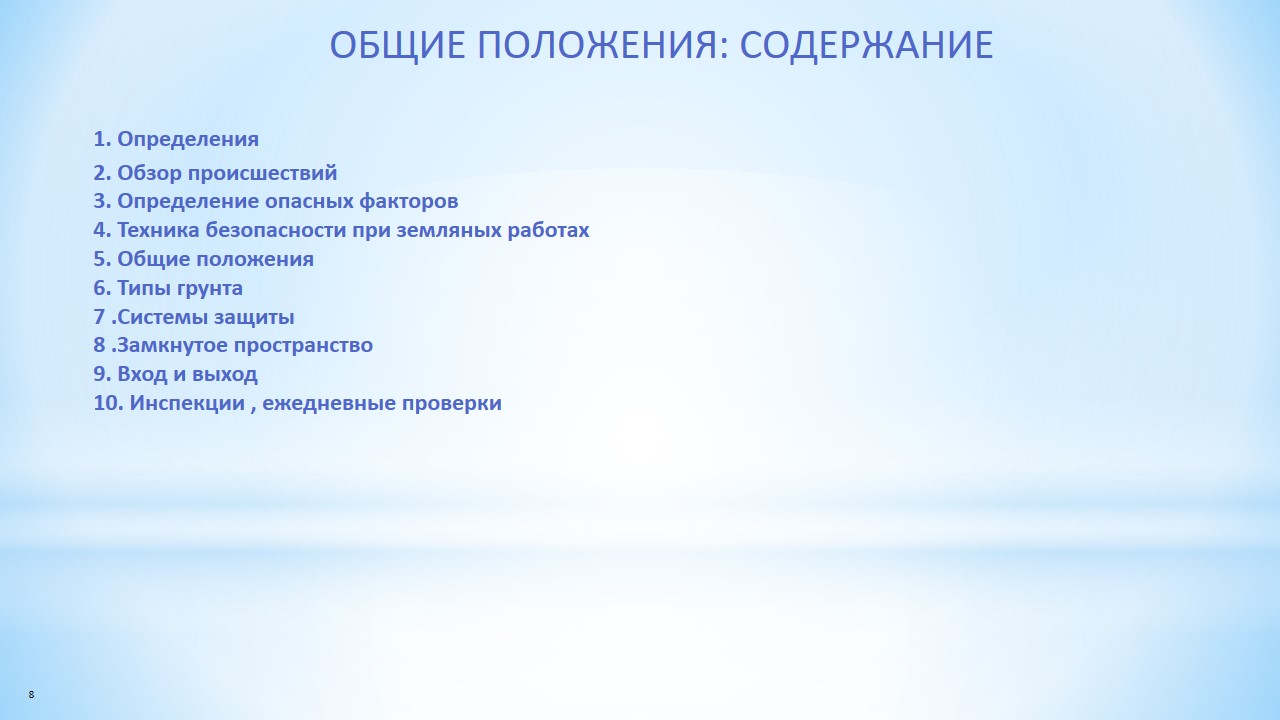 ОБЩИЕ ПОЛОЖЕНИЯ: СОДЕРЖАНИЕ
1. Определения
2. Обзор происшествий
3. Определение опасных факторов
4. Техника безопасности при земляных работах
5. Общие положения
6. Типы грунта
7 .Системы защиты
8 .Замкнутое пространство
9. Вход и выход
10. Инспекции , ежедневные проверки
8